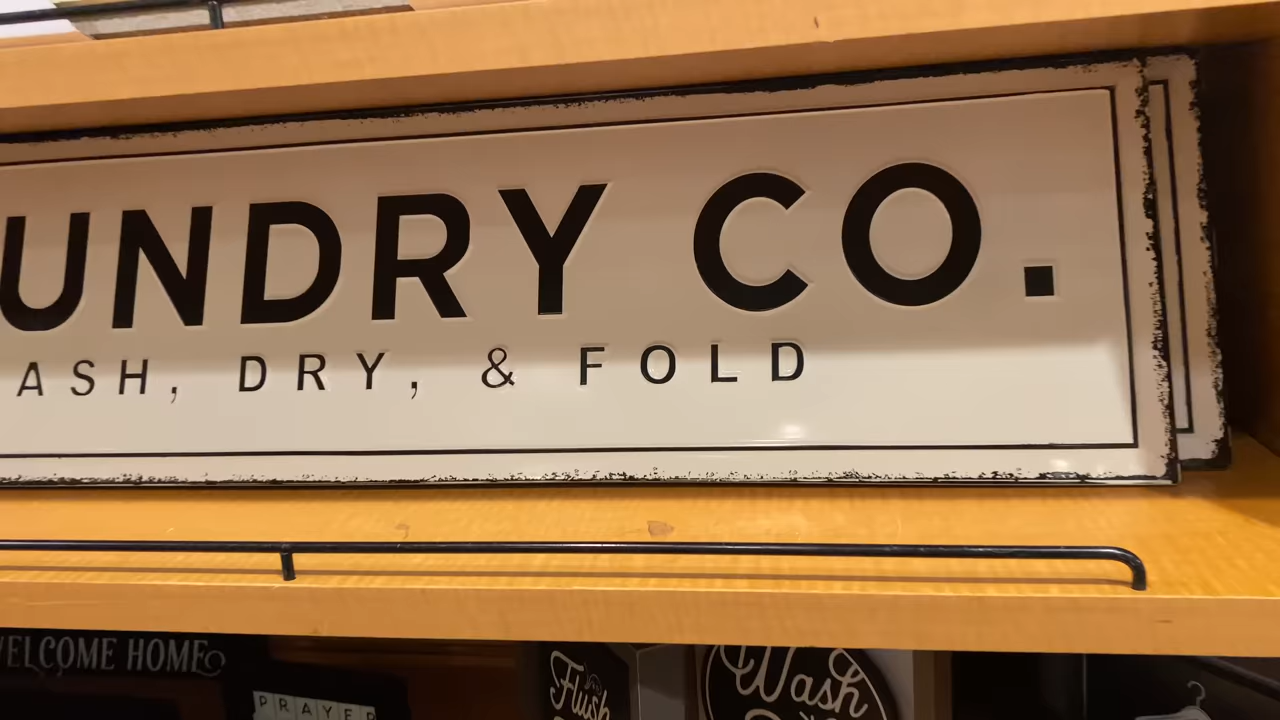 UNDRY CO.
ASH, DRY, & FOLD
WELCOME HOME
PRAYER
Flush
Wash